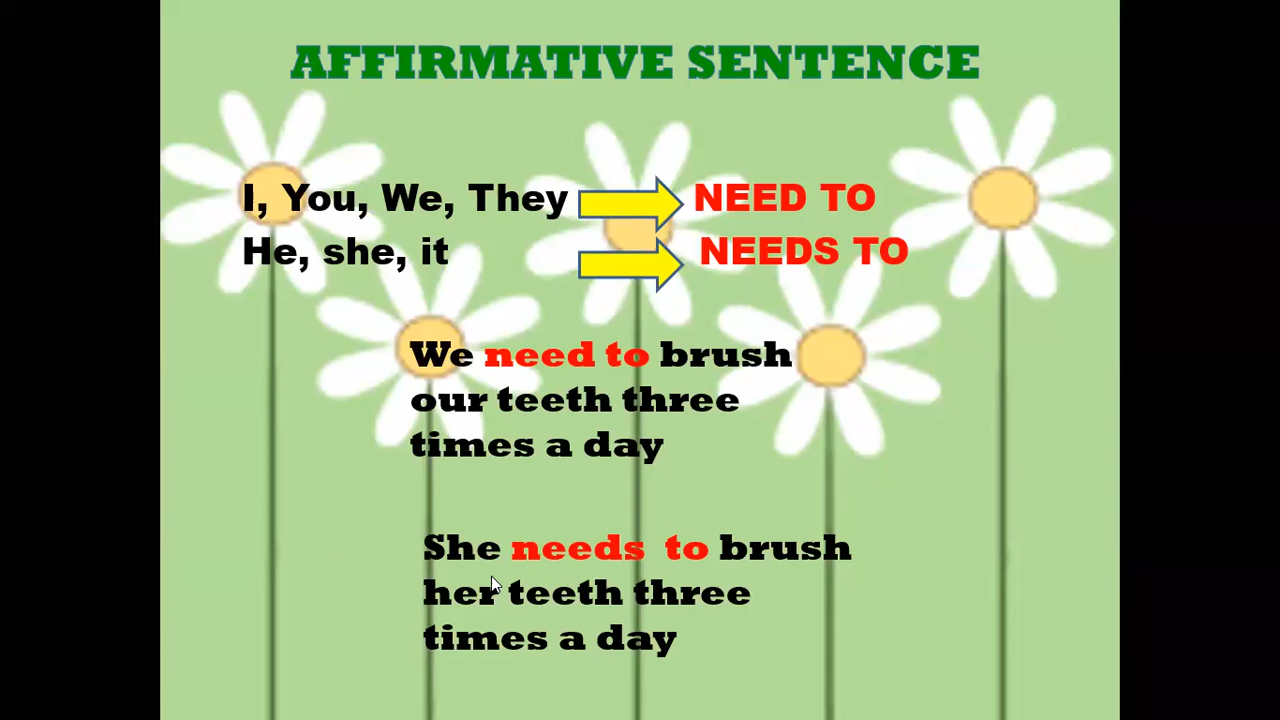 AFFIRMATIVE SENTENCE
I, You, We, They NEED TO
He, she, it NEEDS TO
We need to brush
our teeth three
times a day
She needs to brush
her teeth three
times a day